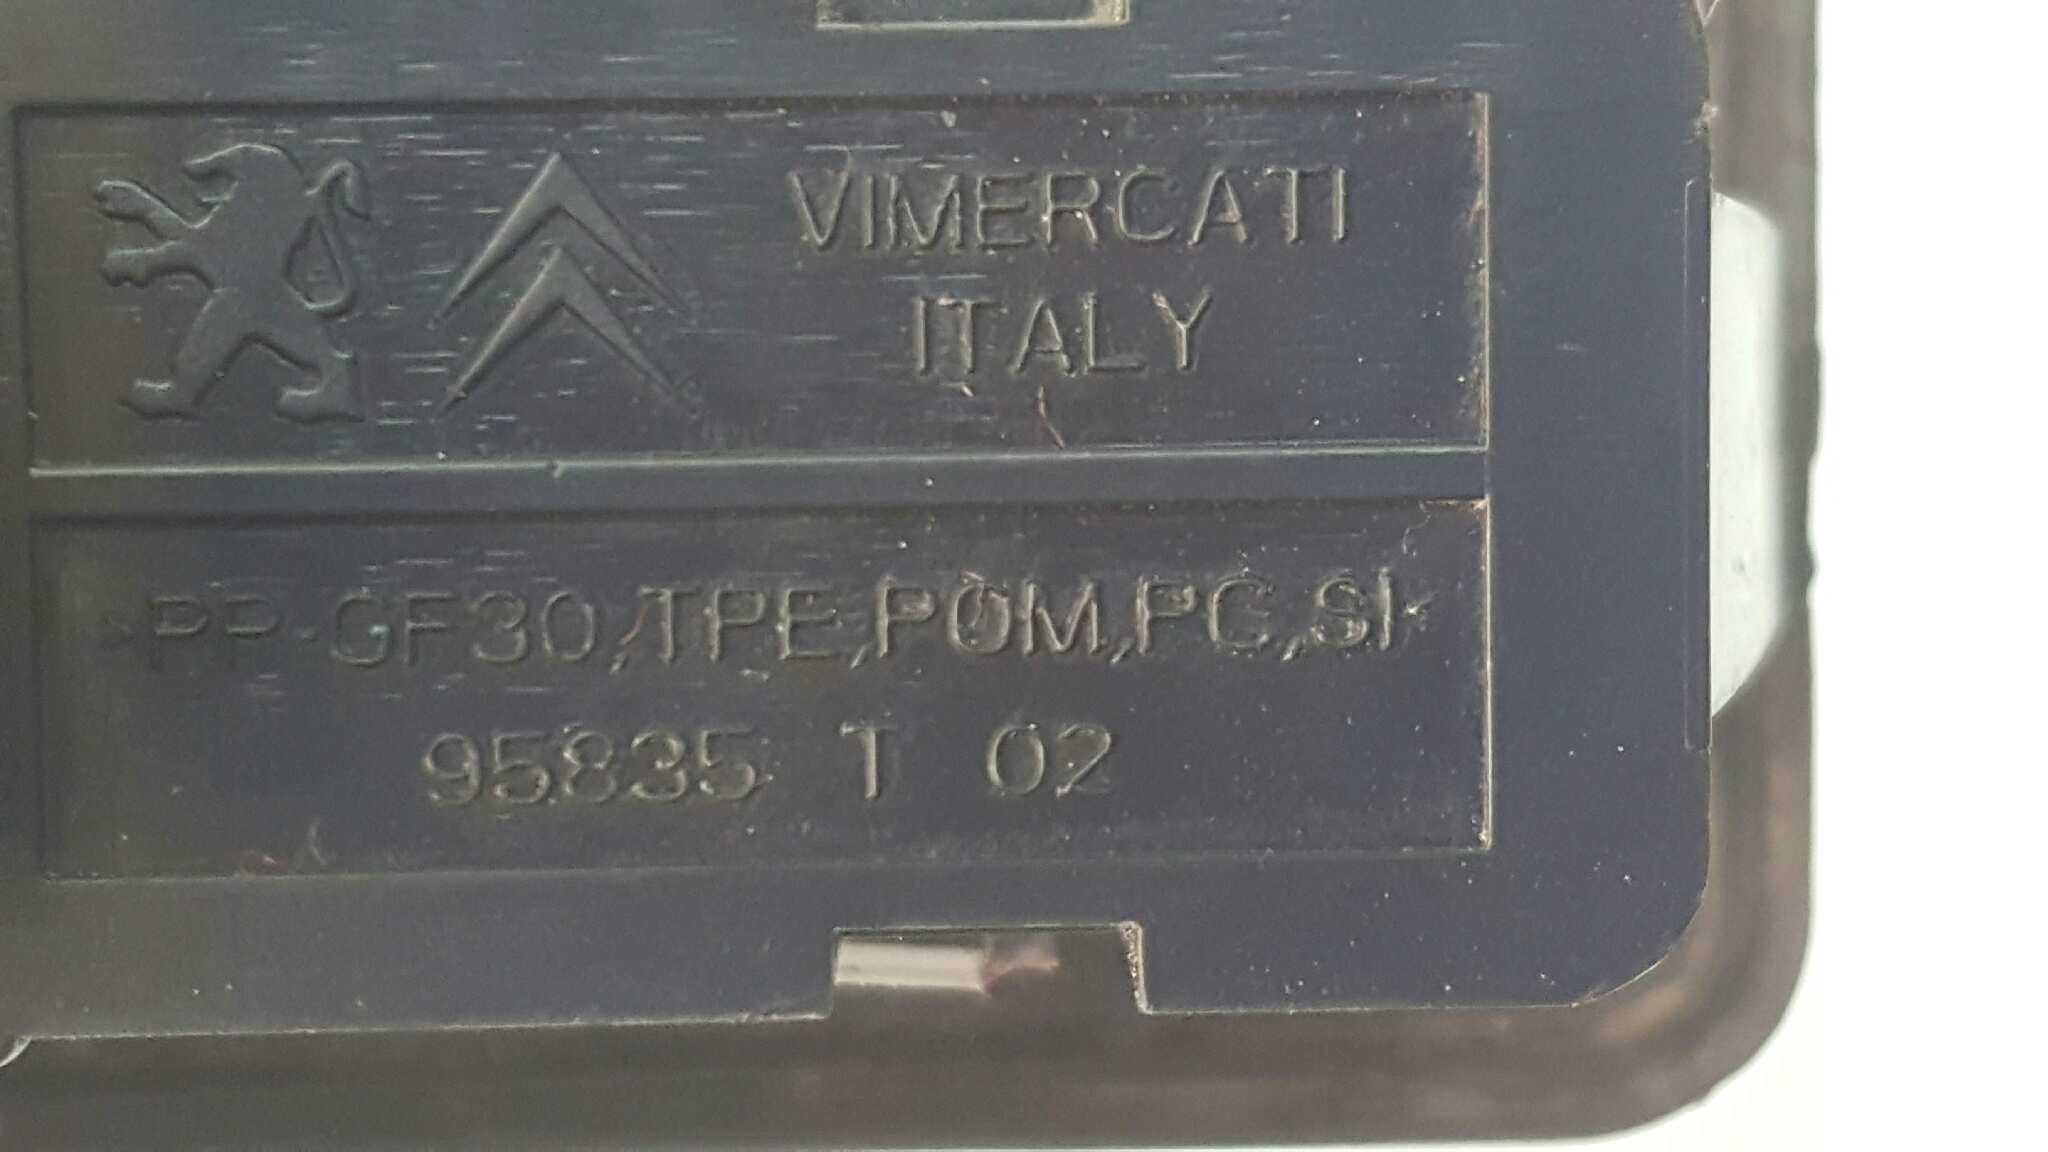 VIMERCATI
ITALY
>PP-GF30,TPE,POM,PC,SI<
95835 T 02